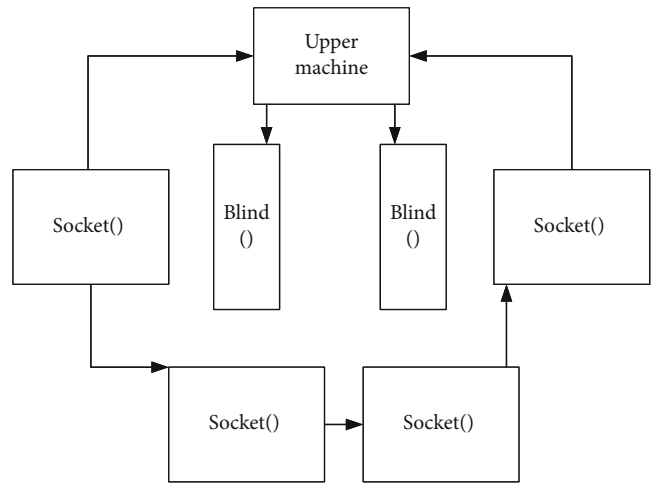 Upper
machine
Socket()
Blind
()
Blind
()
Socket()
Socket()
Socket()